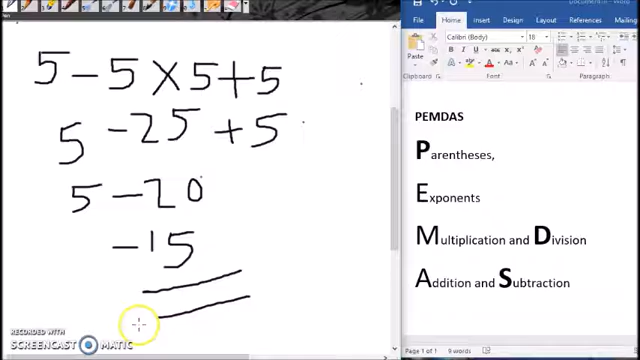 5 - 5 × 5 + 5
5 - 25 + 5
5 - 20
- 15
RECORDED WITH
SCREENCAST MATIC
Document1 - Word
File Home Insert Design Layout References
Calibri (Body) 18
Paste
Clipboard Font
PEMDAS
Parentheses,
Exponents
Multiplication and Division
Addition and Subtraction
Page 1 of 1 9 words